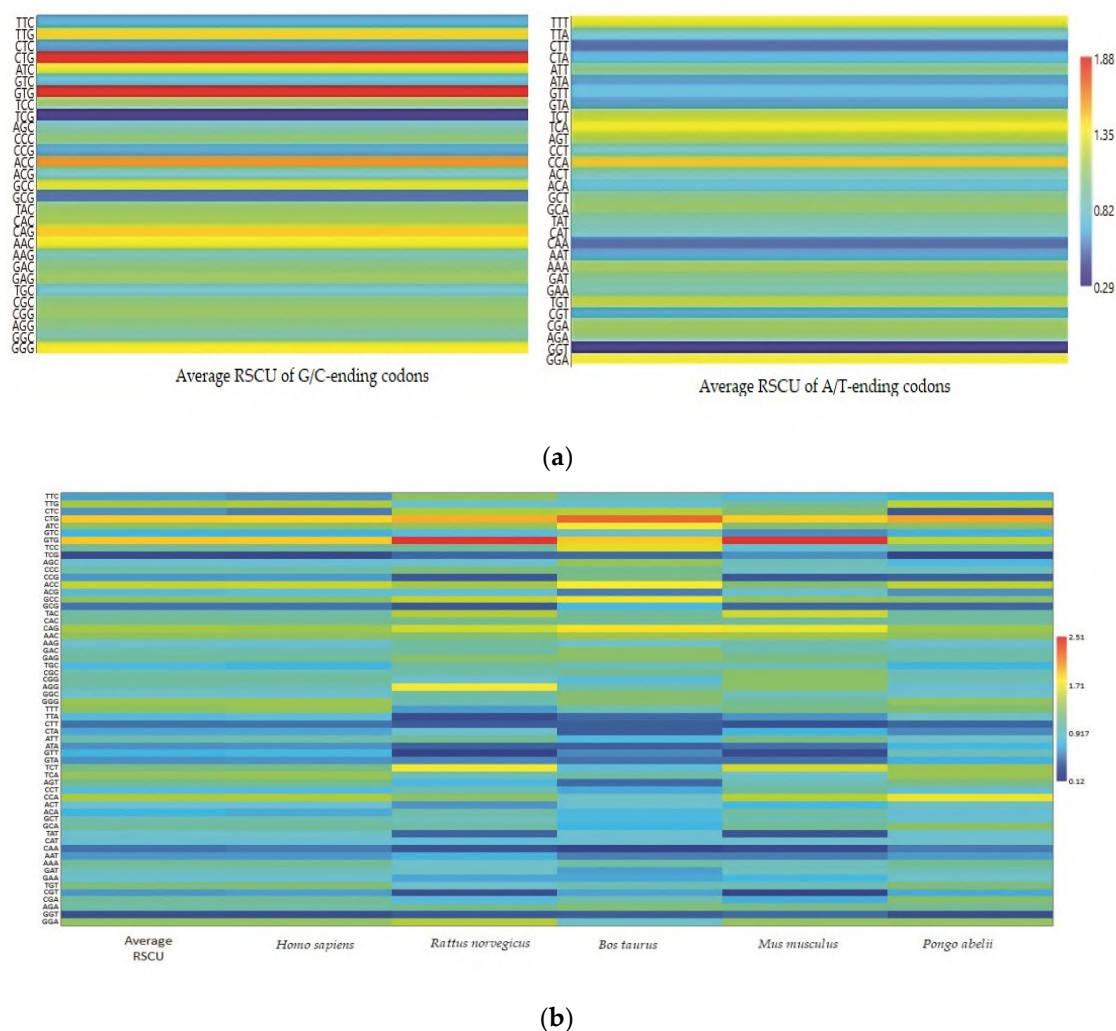 TTC
TTG
CTC
CTG
ATC
GTC
GTG
TCC
TCG
AGC
CCC
CCG
ACC
ACG
GCC
GCG
TAC
CAC
CAG
AAC
AAG
GAC
GAG
TGC
CGC
CGG
AGG
GGC
GGG
Average RSCU of G/C-ending codons
TTT
TTA
CTT
CTA
ATT
ATA
GTT
GTA
TCT
TCA
AGT
CCT
CCA
ACT
ACA
GCT
GCA
TAT
CAT
CAA
AAT
AAA
GAT
GAA
TGT
CGT
CGA
AGA
GGT
GGA
Average RSCU of A/T-ending codons
1.88
1.35
0.82
0.29
(a)
TTC
TTG
CTC
CTG
ATC
GTC
GTG
TCC
TCG
AGC
CCC
CCG
ACC
ACG
GCC
GCG
TAC
CAC
CAG
AAC
AAG
GAC
GAG
TGC
CGC
CGG
AGG
GGC
GGG
TTT
TTA
CTT
CTA
ATT
ATA
GTT
GTA
TCT
TCA
AGT
CCT
CCA
ACT
ACA
GCT
GCA
TAT
CAT
CAA
AAT
AAA
GAT
GAA
TGT
CGT
CGA
AGA
GGT
GGA
2.51
1.71
0.917
0.12
Average
RSCU
Homo sapiens
Rattus norvegicus
Bos taurus
Mus musculus
Pongo abelii
(b)